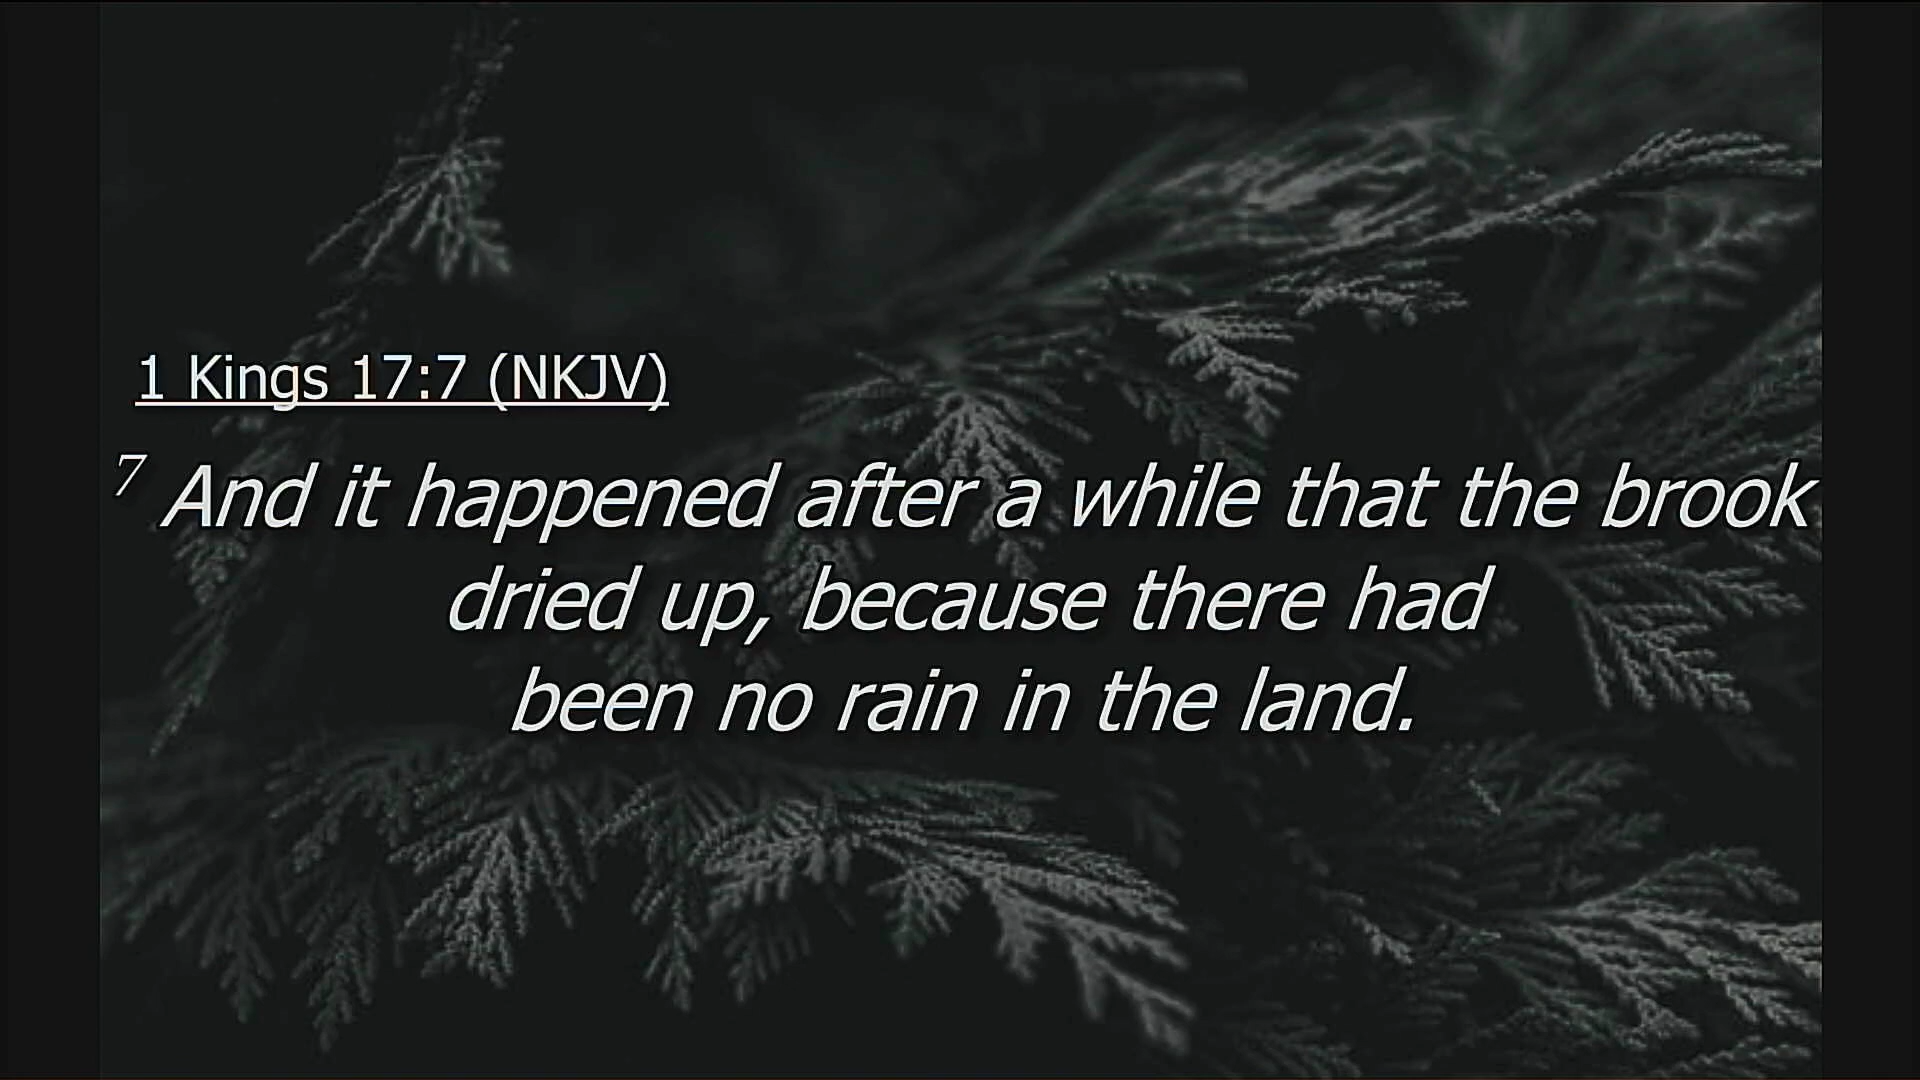 1 Kings 17:7 (NKJV)
7 And it happened after a while that the brook
dried up, because there had
been no rain in the land.